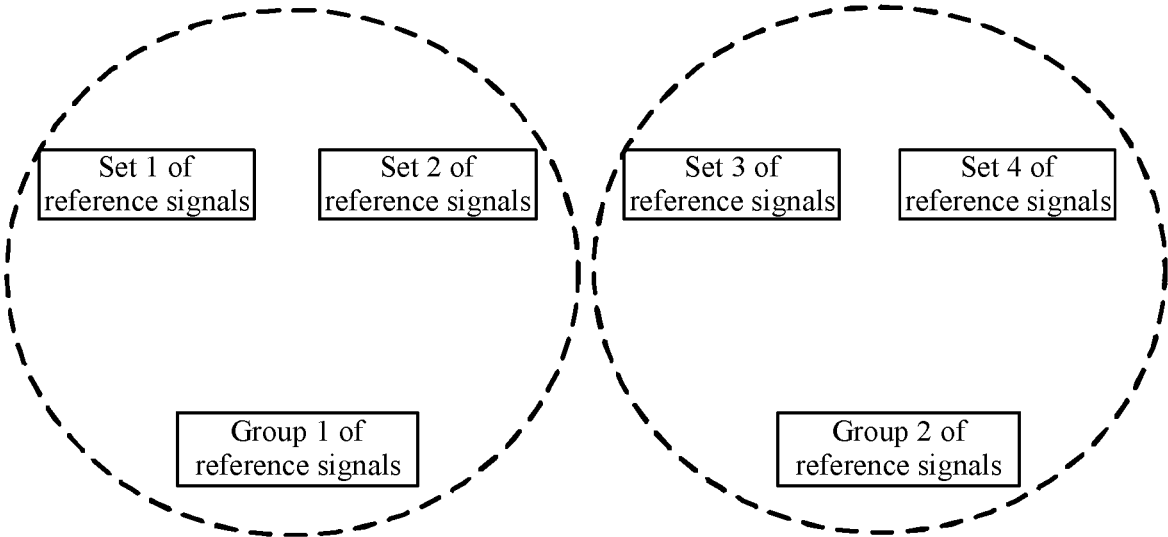 Set 1 of
reference signals
Set 2 of
reference signals
Set 3 of
reference signals
Set 4 of
reference signals
Group 1 of
reference signals
Group 2 of
reference signals